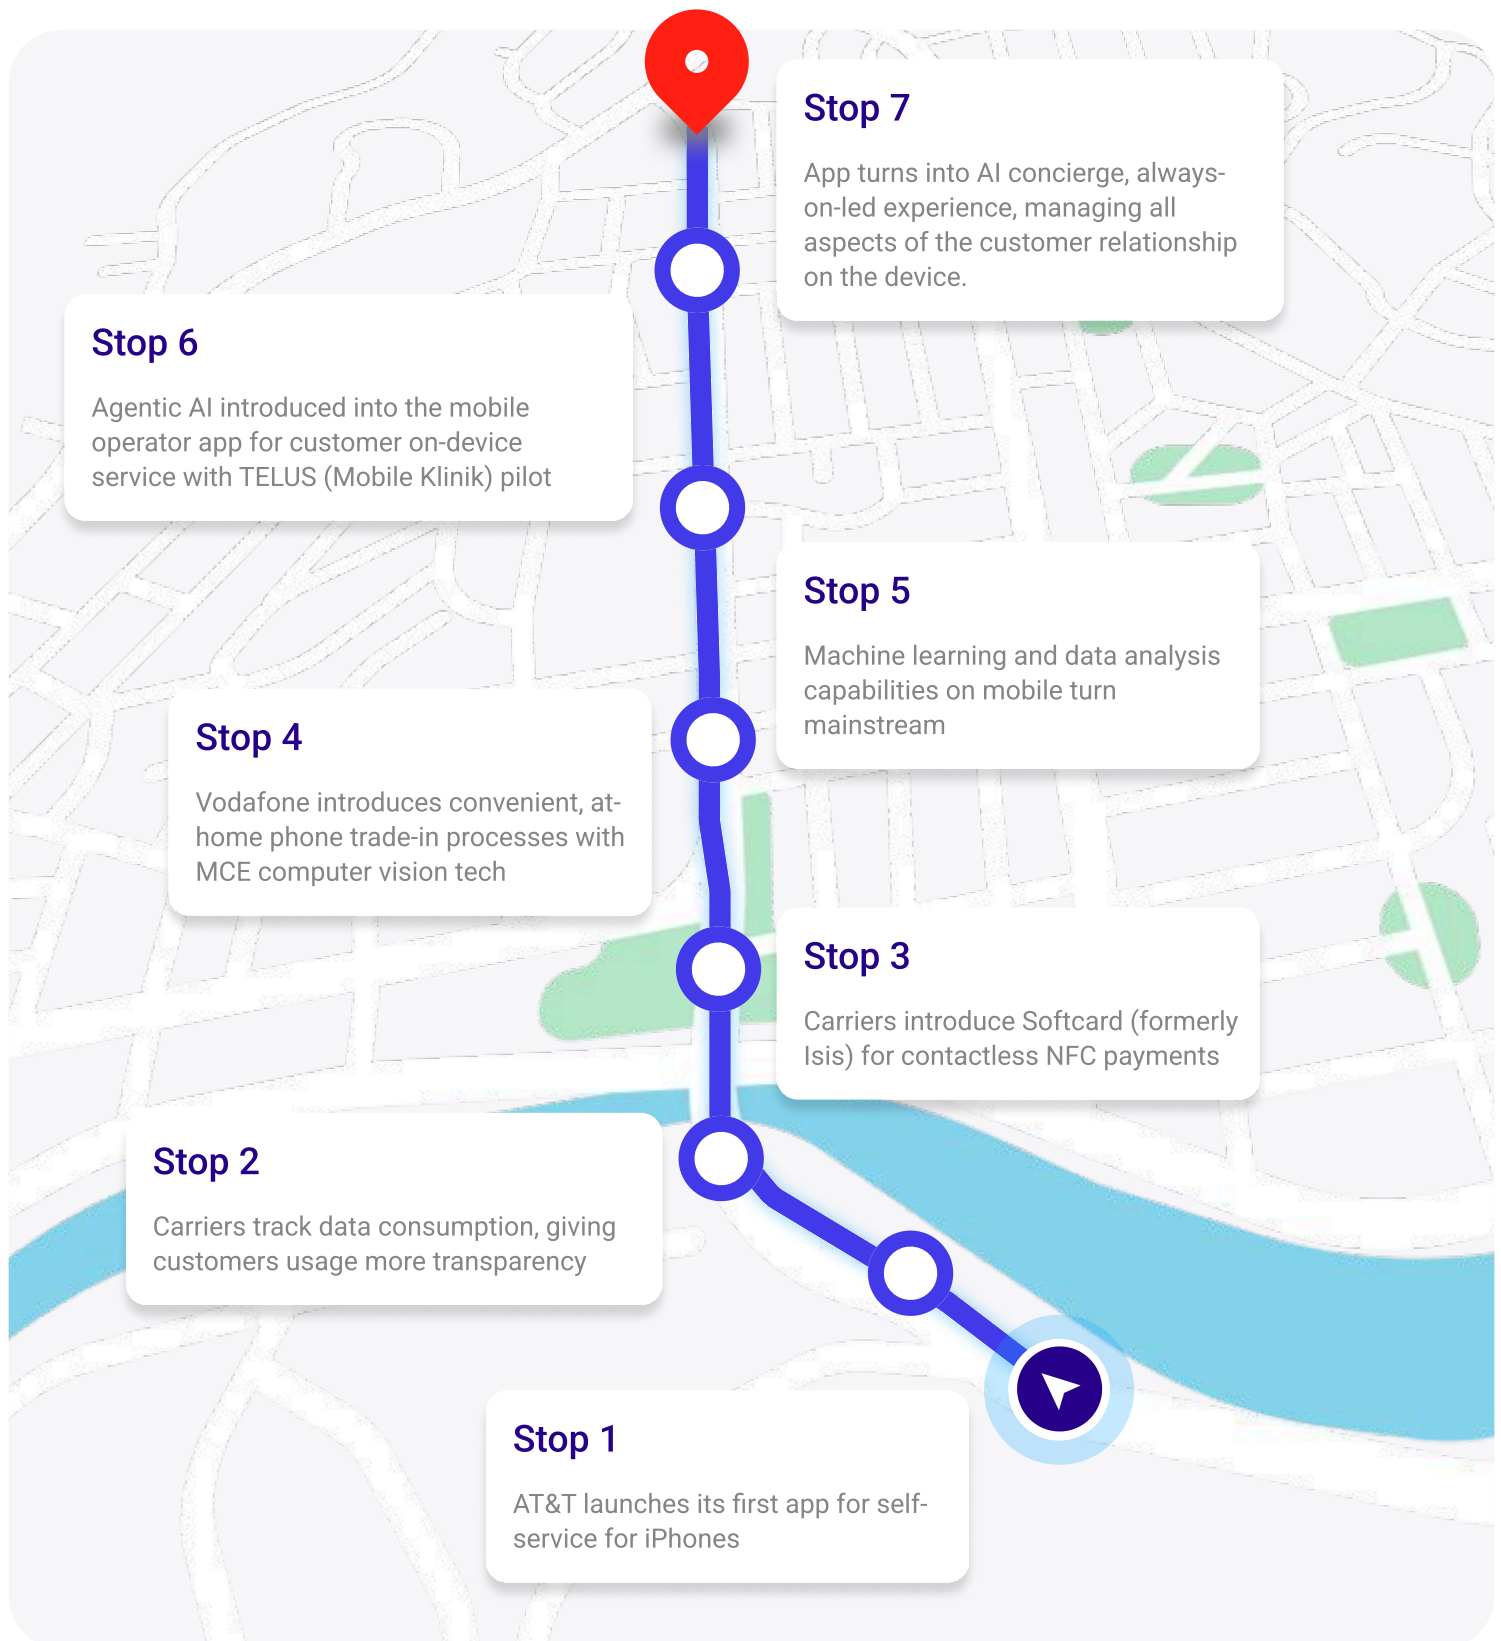 Stop 7
App turns into AI concierge, always-
on-led experience, managing all
aspects of the customer relationship
on the device.
Stop 6
Agentic AI introduced into the mobile
operator app for customer on-device
service with TELUS (Mobile Klinik) pilot
Stop 5
Machine learning and data analysis
capabilities on mobile turn
mainstream
Stop 4
Vodafone introduces convenient, at-
home phone trade-in processes with
MCE computer vision tech
Stop 3
Carriers introduce Softcard (formerly
Isis) for contactless NFC payments
Stop 2
Carriers track data consumption, giving
customers usage more transparency
Stop 1
AT&T launches its first app for self-
service for iPhones